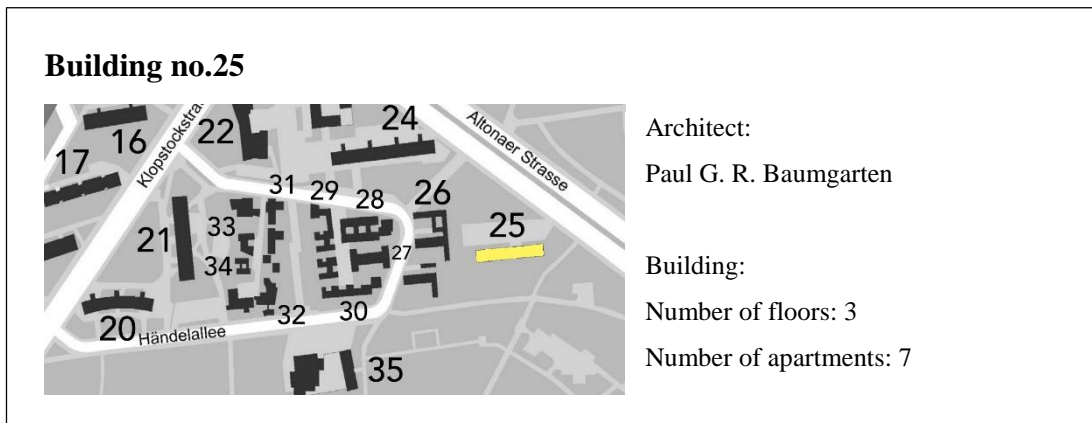 Building no.25
16
22
24
17
Klopstockstras
Altonaer Strasse
31
29
28
26
25
33
21
27
34
20
Händelallee
32
30
35
Architect:
Paul G. R. Baumgarten
Building:
Number of floors: 3
Number of apartments: 7